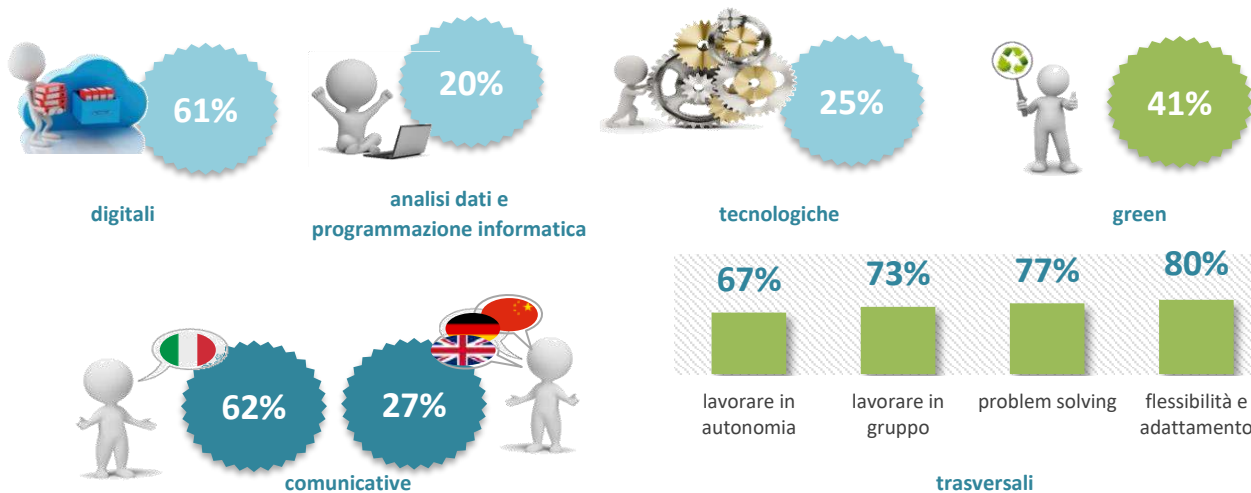 61%
20%
25%
41%
digitali
analisi dati e
programmazione informatica
tecnologiche
green
62%
27%
comunicative
67%
73%
77%
80%
lavorare in
autonomia
lavorare in
gruppo
problem solving
flessibilità e
adattamento
trasversali